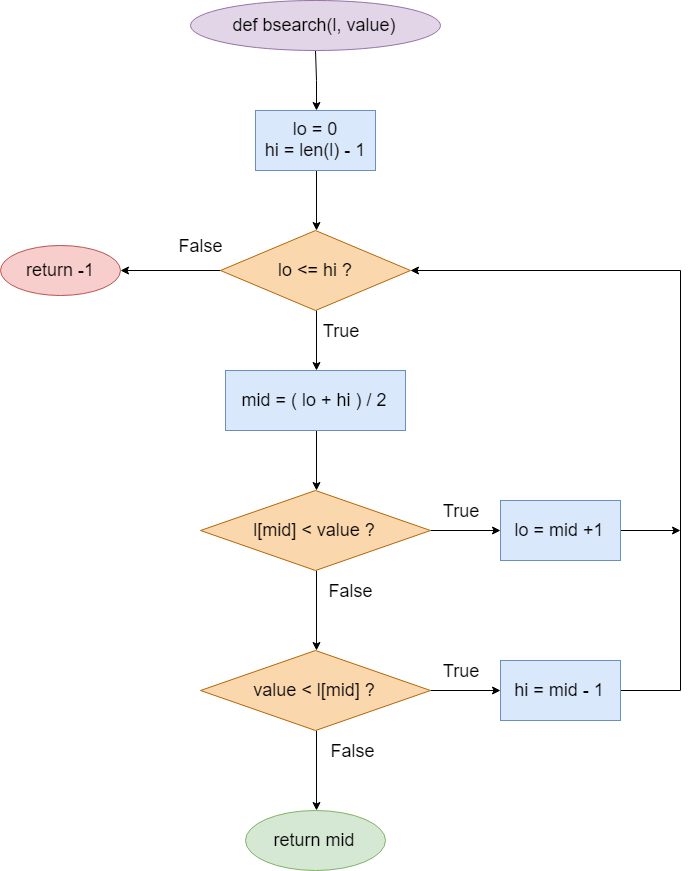 def bsearch(l, value)
lo = 0
hi = len(l) - 1
False
return -1
lo <= hi ?
True
mid = ( lo + hi ) / 2
l[mid] < value ?
True
lo = mid +1
False
value < l[mid] ?
True
hi = mid - 1
False
return mid